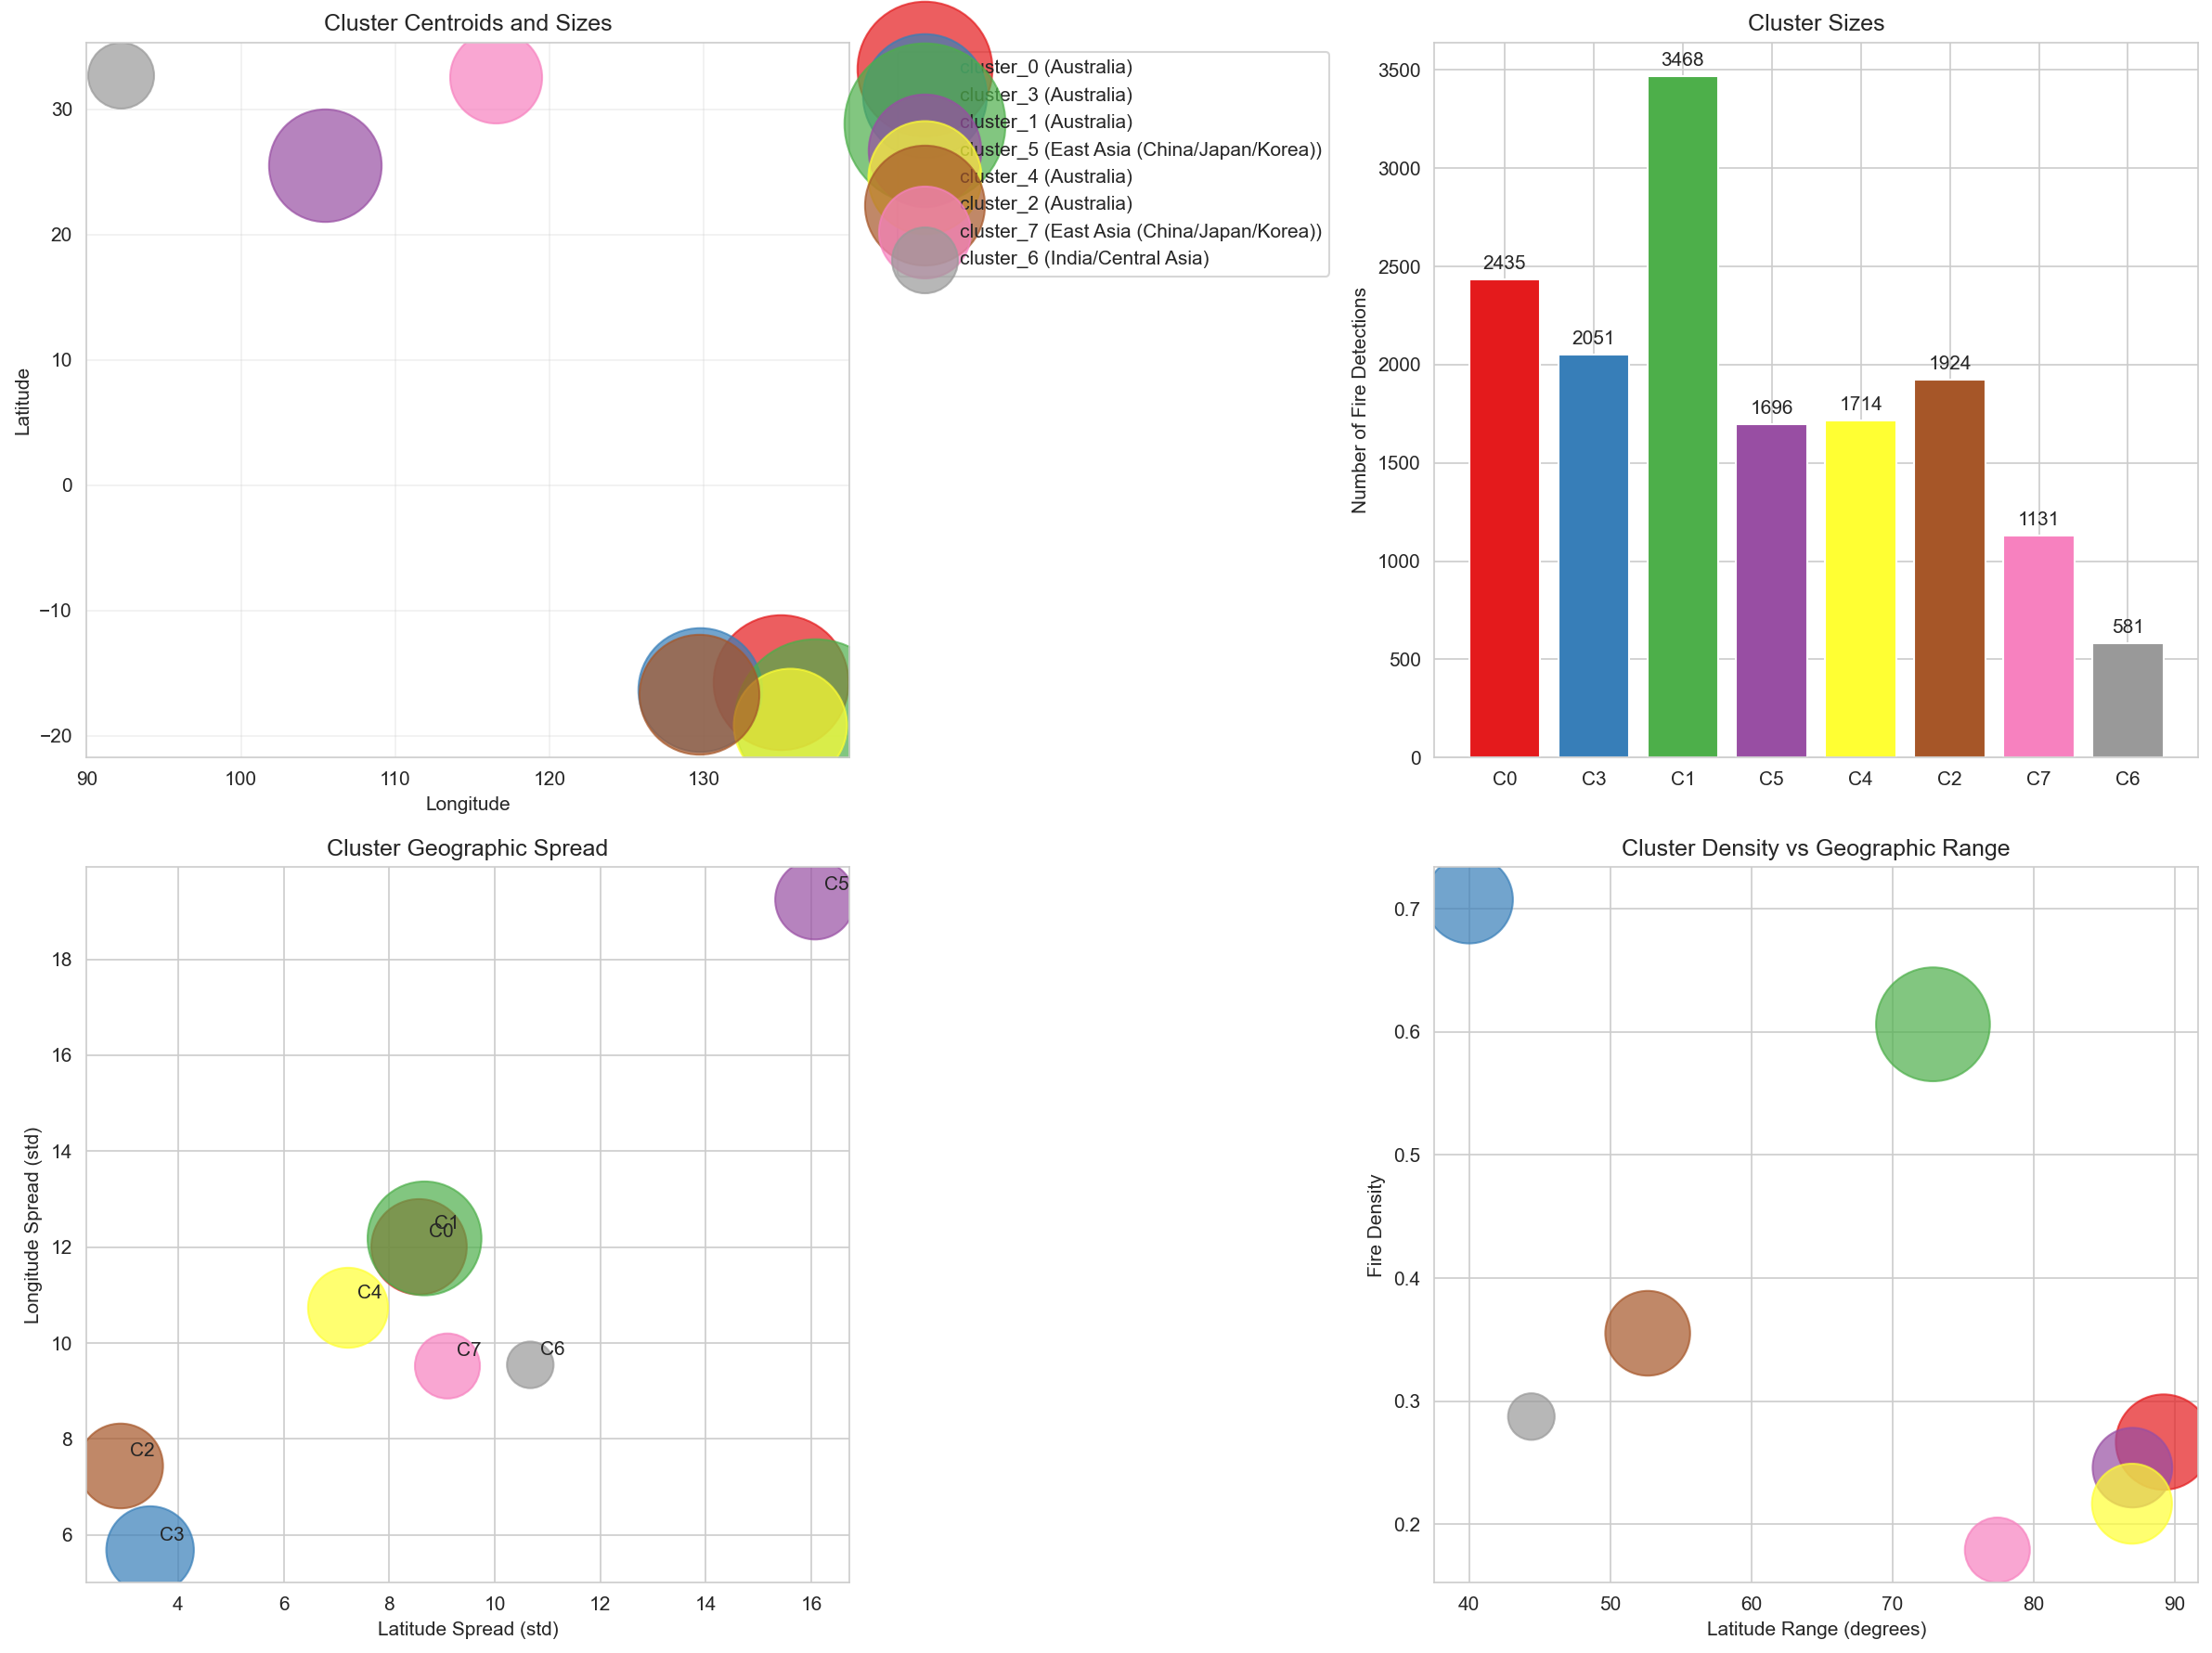 Cluster Centroids and Sizes
Latitude
30
20
10
0
−10
−20
90
100
110
120
130
Longitude
cluster_0 (Australia)
cluster_3 (Australia)
cluster_1 (Australia)
cluster_5 (East Asia (China/Japan/Korea))
cluster_4 (Australia)
cluster_2 (Australia)
cluster_7 (East Asia (China/Japan/Korea))
cluster_6 (India/Central Asia)
Cluster Sizes
Number of Fire Detections
3500
3000
2500
2000
1500
1000
500
0
2435
2051
3468
1696
1714
1924
1131
581
C0
C3
C1
C5
C4
C2
C7
C6
Cluster Geographic Spread
Longitude Spread (std)
18
16
14
12
10
8
6
C5
C1
C0
C4
C7
C6
C2
C3
4
6
8
10
12
14
16
Latitude Spread (std)
Cluster Density vs Geographic Range
Fire Density
0.7
0.6
0.5
0.4
0.3
0.2
40
50
60
70
80
90
Latitude Range (degrees)